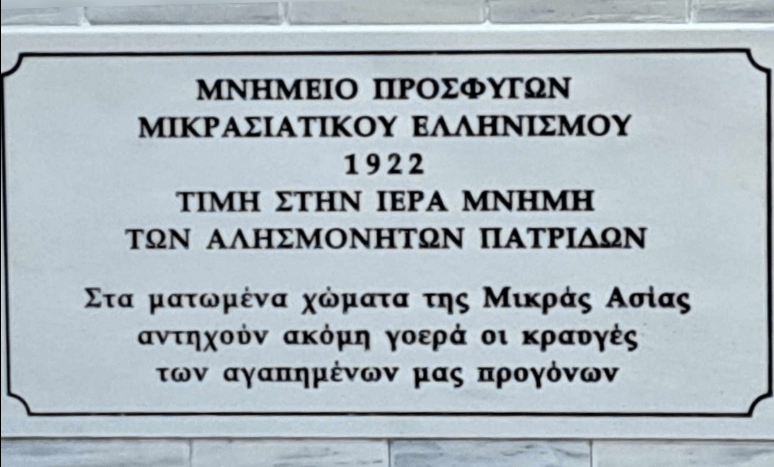 ΜΝΗΜΕΙΟ ΠΡΟΣΦΥΓΩΝ
ΜΙΚΡΑΣΙΑΤΙΚΟΥ ΕΛΛΗΝΙΣΜΟΥ
1922
ΤΙΜΗ ΣΤΗΝ ΙΕΡΑ ΜΝΗΜΗ
ΤΩΝ ΑΛΗΣΜΟΝΗΤΩΝ ΠΑΤΡΙΔΩΝ
Στα ματωμένα χώματα της Μικράς Ασίας
αντηχούν ακόμη γοερά οι κραυγές
των αγαπημένων μας προγόνων